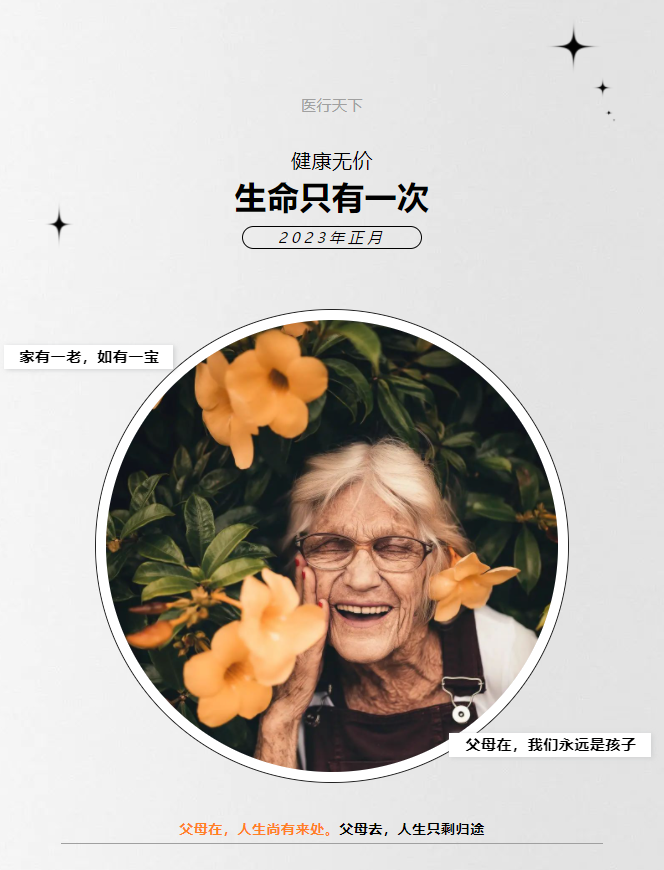 医行天下
健康无价
生命只有一次
2023年正月
家有一老，如有一宝
父母在，我们永远是孩子
父母在，人生尚有来处。父母去，人生只剩归途